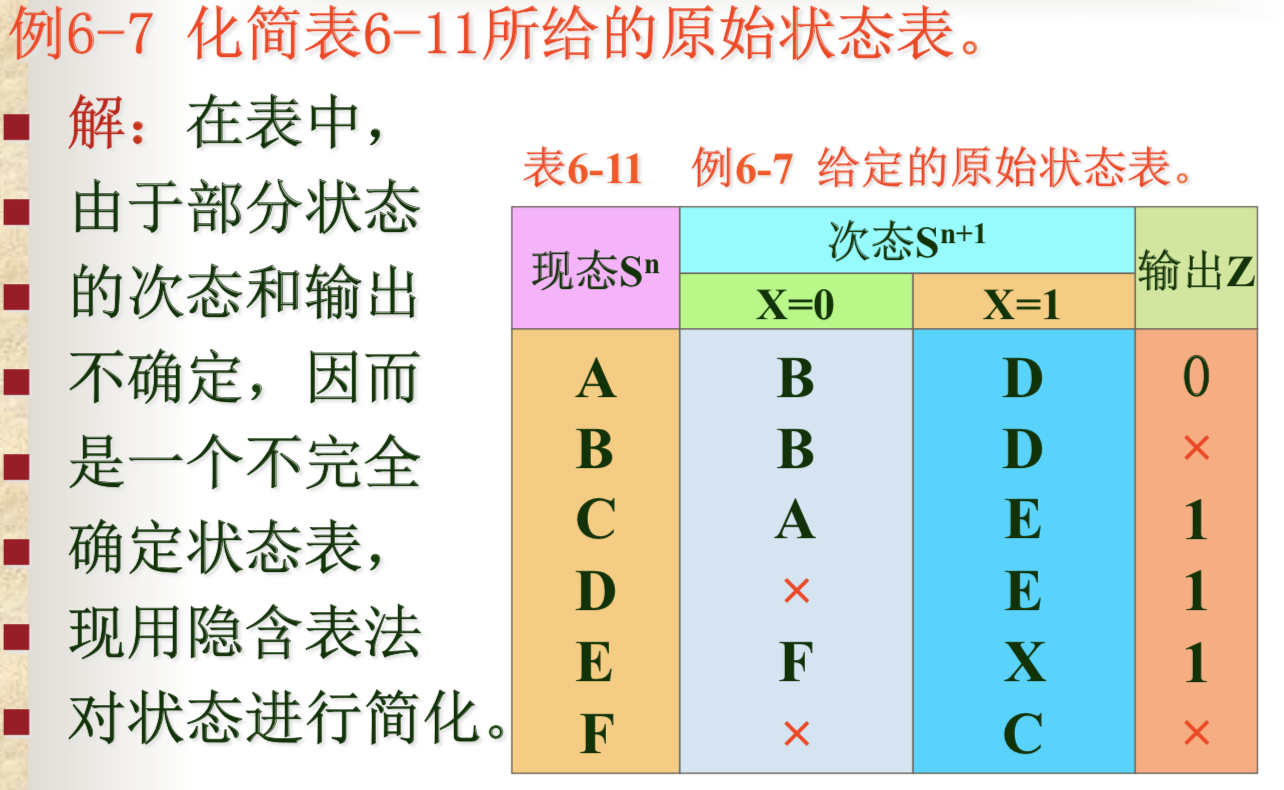 例6-7 化简表6-11所给的原始状态表。
解：在表中，
由于部分状态
的次态和输出
不确定，因而
是一个不完全
确定状态表，
现用隐含表法
对状态进行简化。
表6-11 例6-7 给定的原始状态表。
现态Sⁿ 次态Sⁿ⁺¹ 输出Z
X=0 X=1
A B D 0
B B D ×
C A E 1
D × E 1
E F X 1
F × C ×